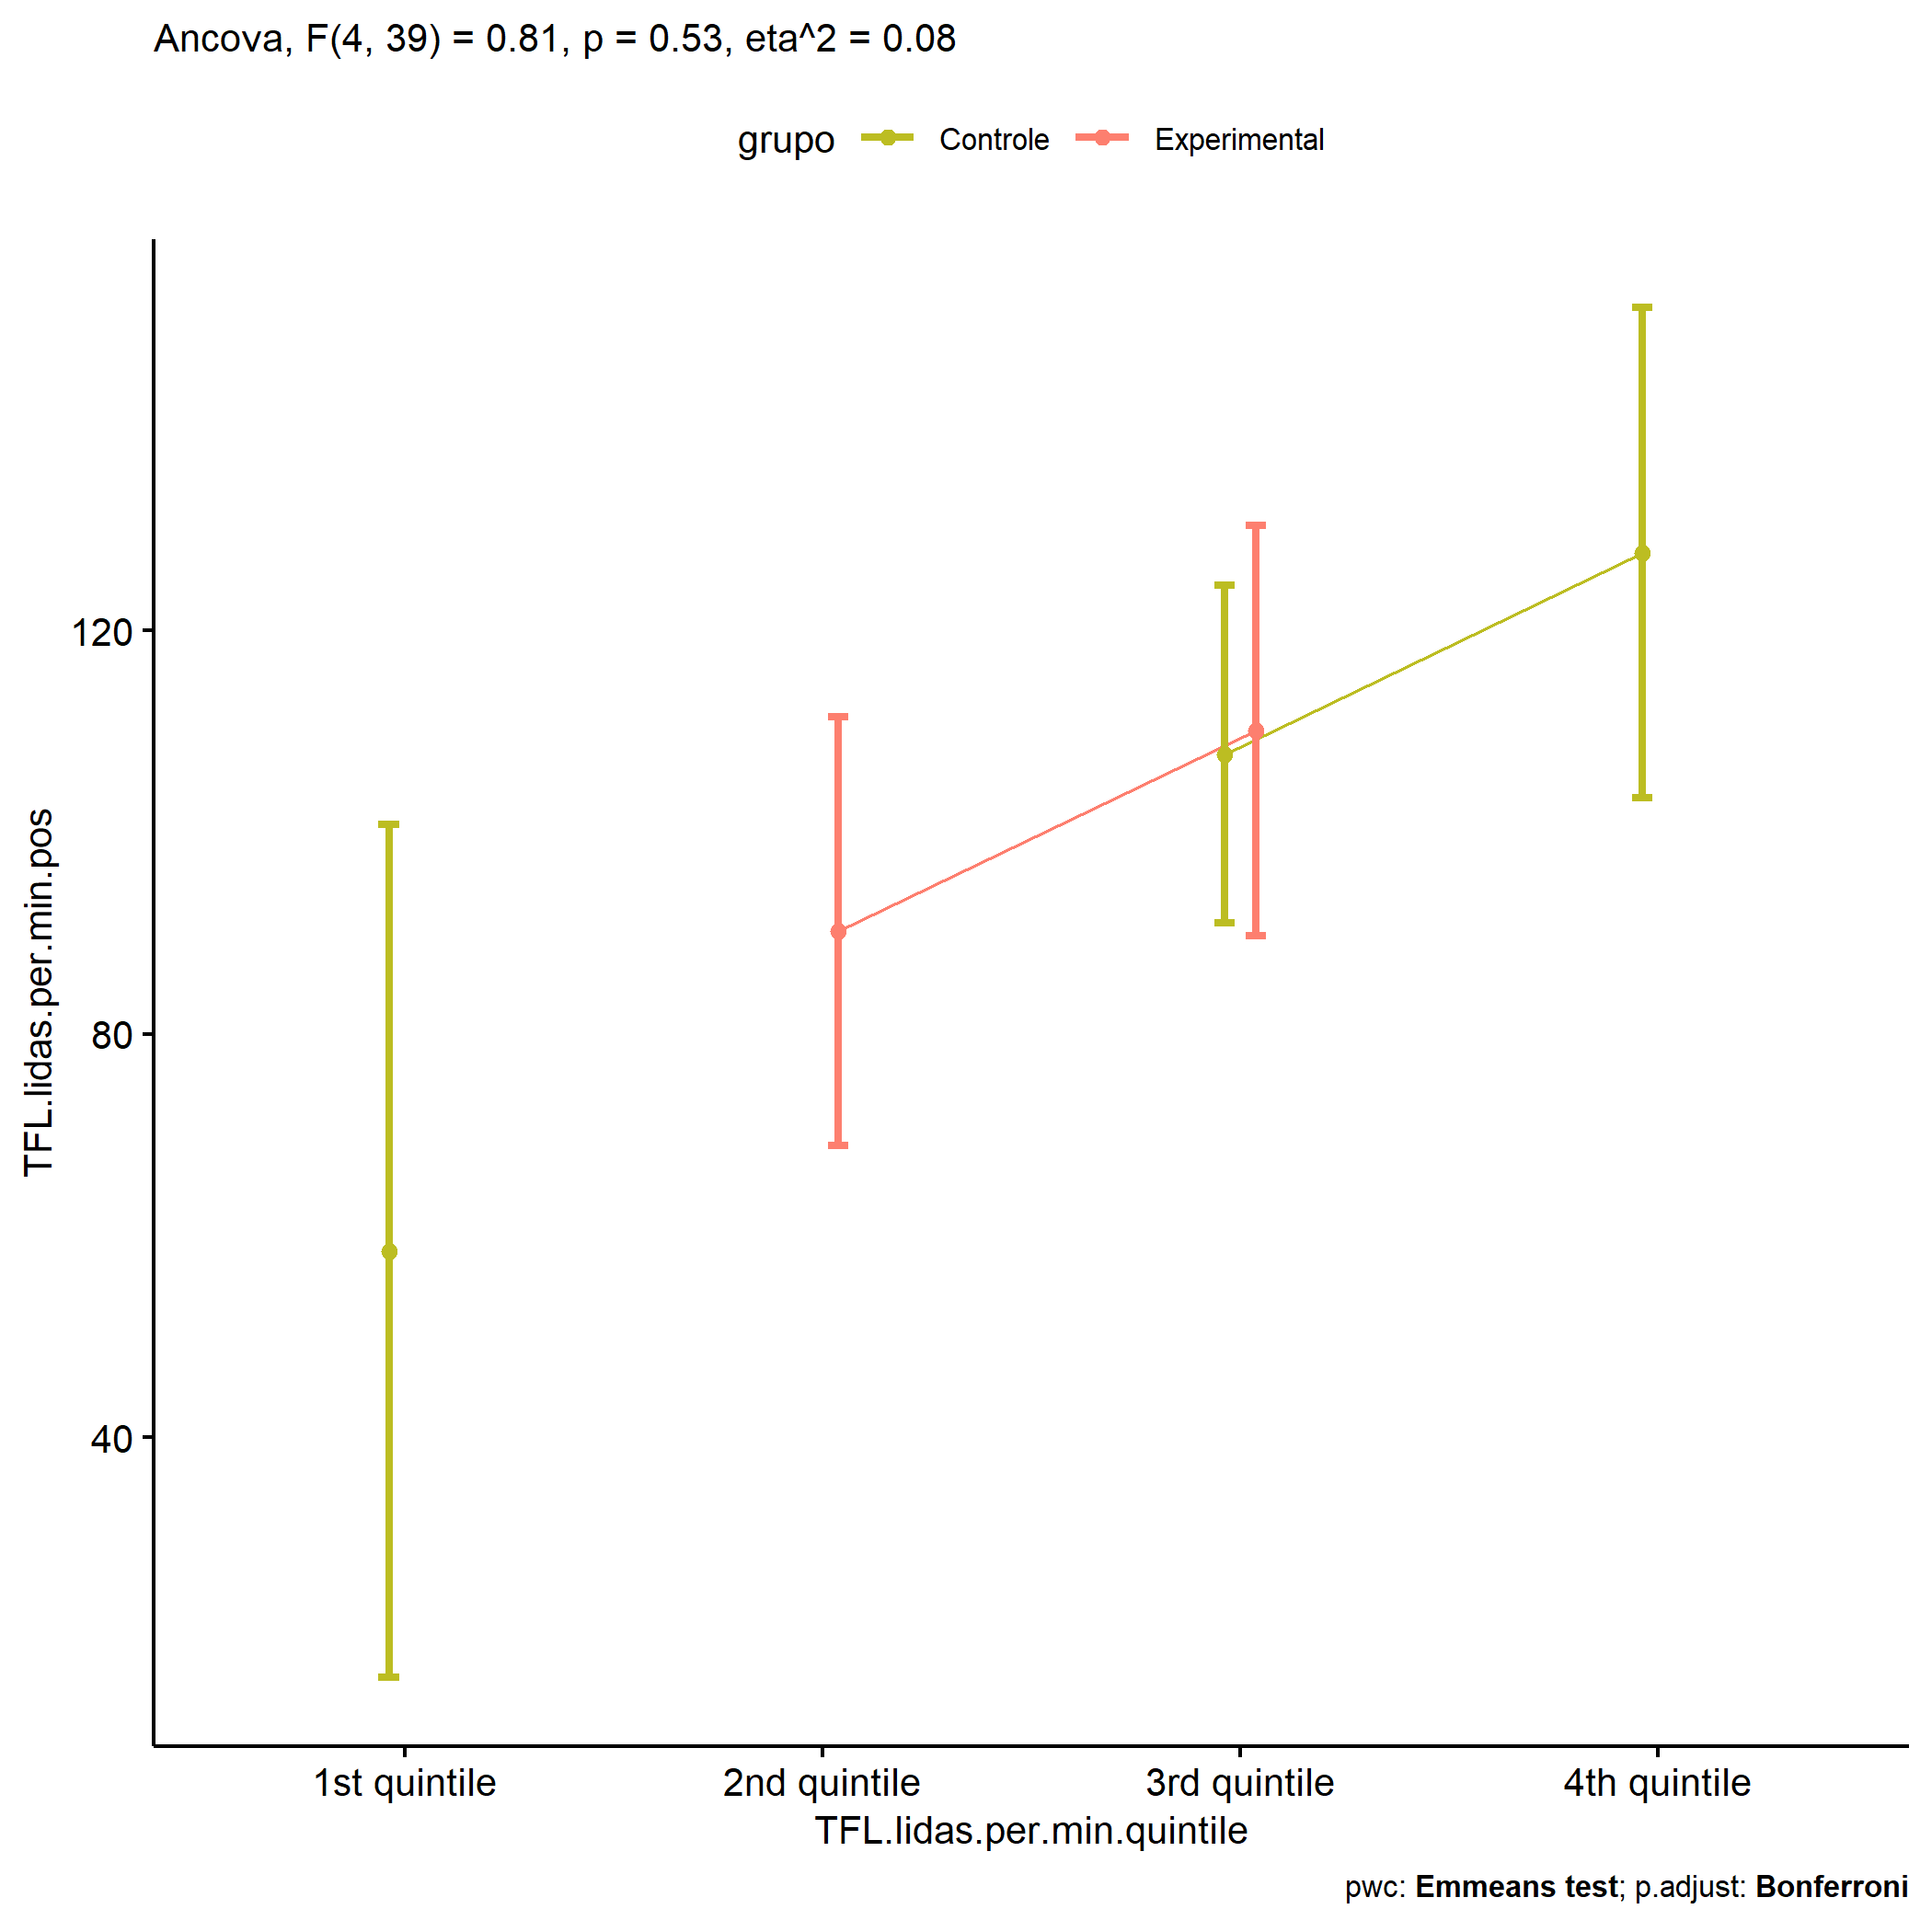 Ancova, F(4, 39) = 0.81, p = 0.53, eta^2 = 0.08
grupo Controle Experimental
TFL.lidas.per.min.pos
120
80
40
1st quintile 2nd quintile 3rd quintile 4th quintile
TFL.lidas.per.min.quintile
pwc: Emmeans test; p.adjust: Bonferroni